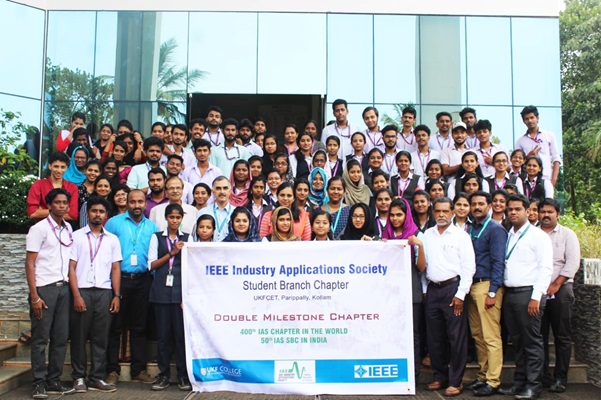 IEEE Industry Applications Society
Student Branch Chapter
UKFCET, Parippally, Kollam
DOUBLE MILESTONE CHAPTER
400th IAS CHAPTER IN THE WORLD
50th IAS SBC IN INDIA
UKF COLLEGE
IAS
IEEE